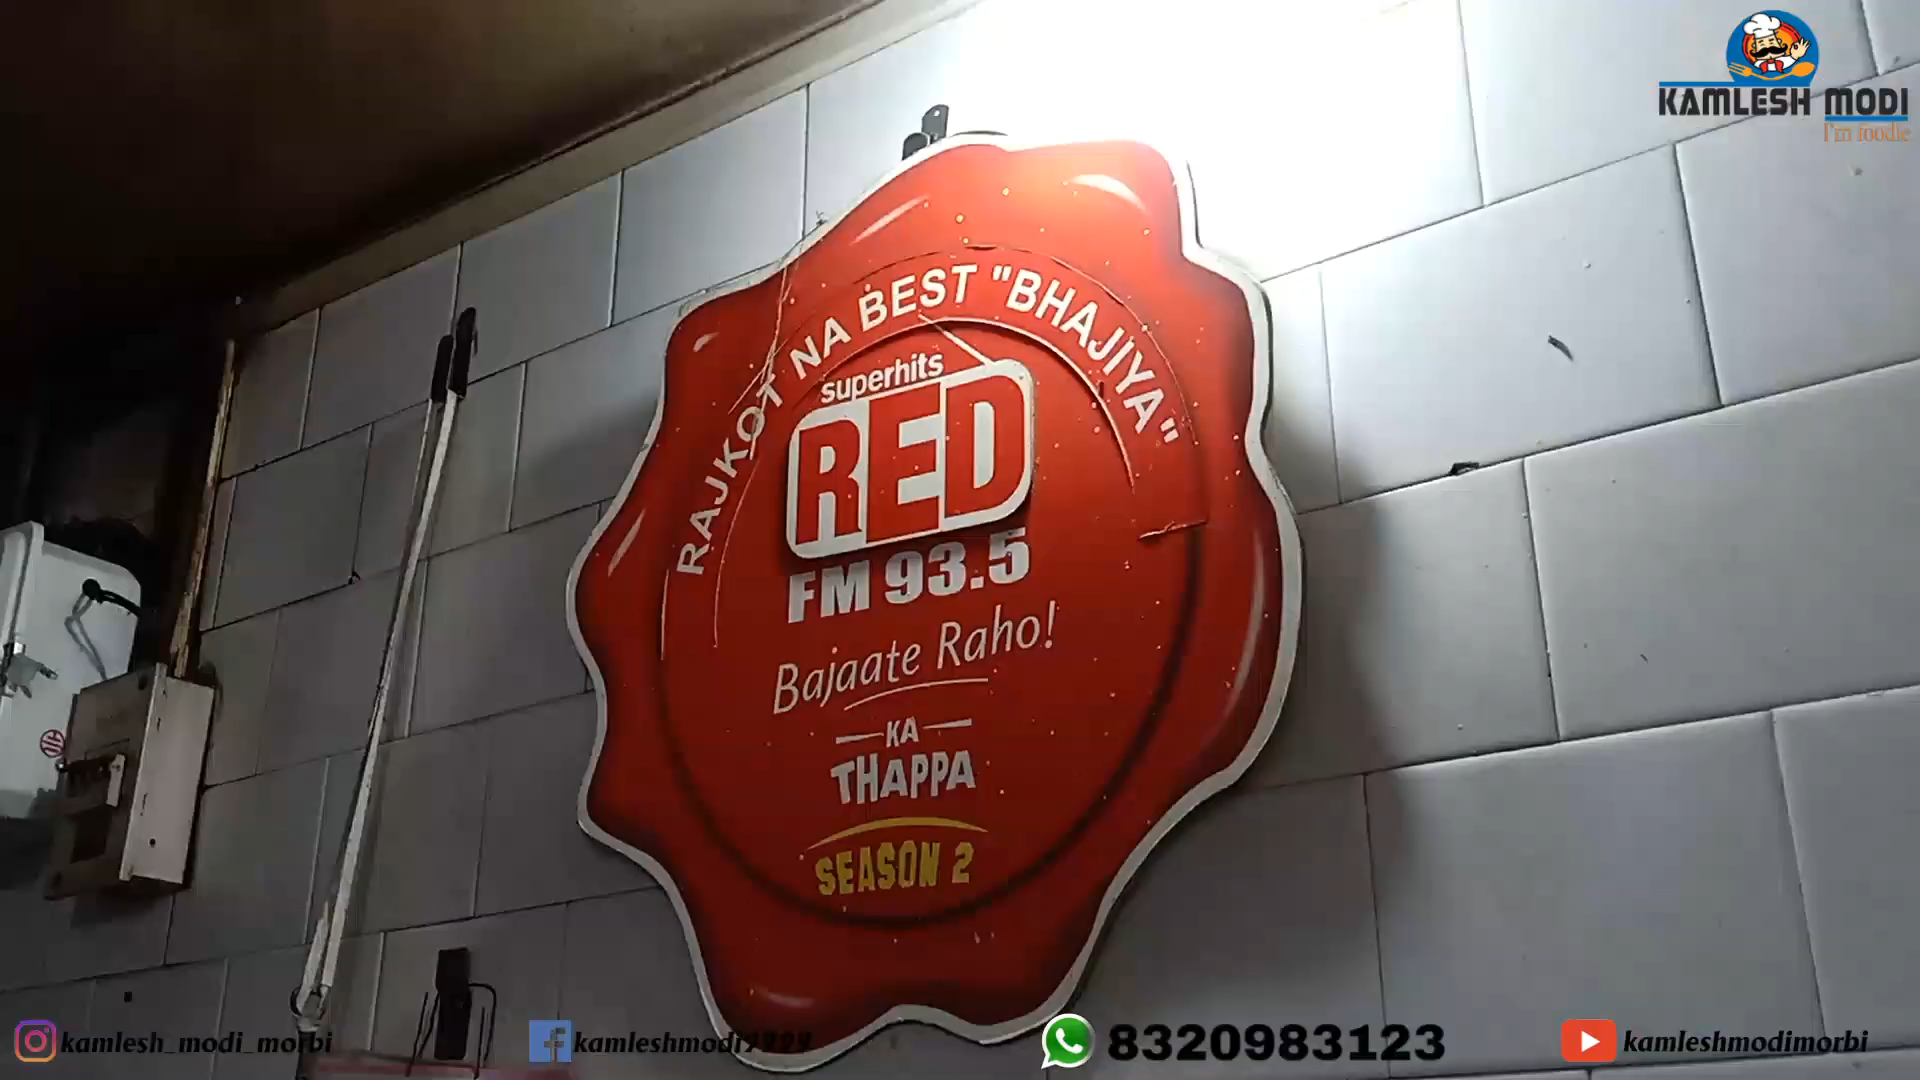 KAMLESH MODI
I'm foodie
RAJKOT NA BEST "BHAJIYA"
superhits
RED
FM 93.5
Bajaate Raho!
KA
THAPPA
SEASON 2
kamlesh_modi_morbi
8320983123
kamleshmodimorbi